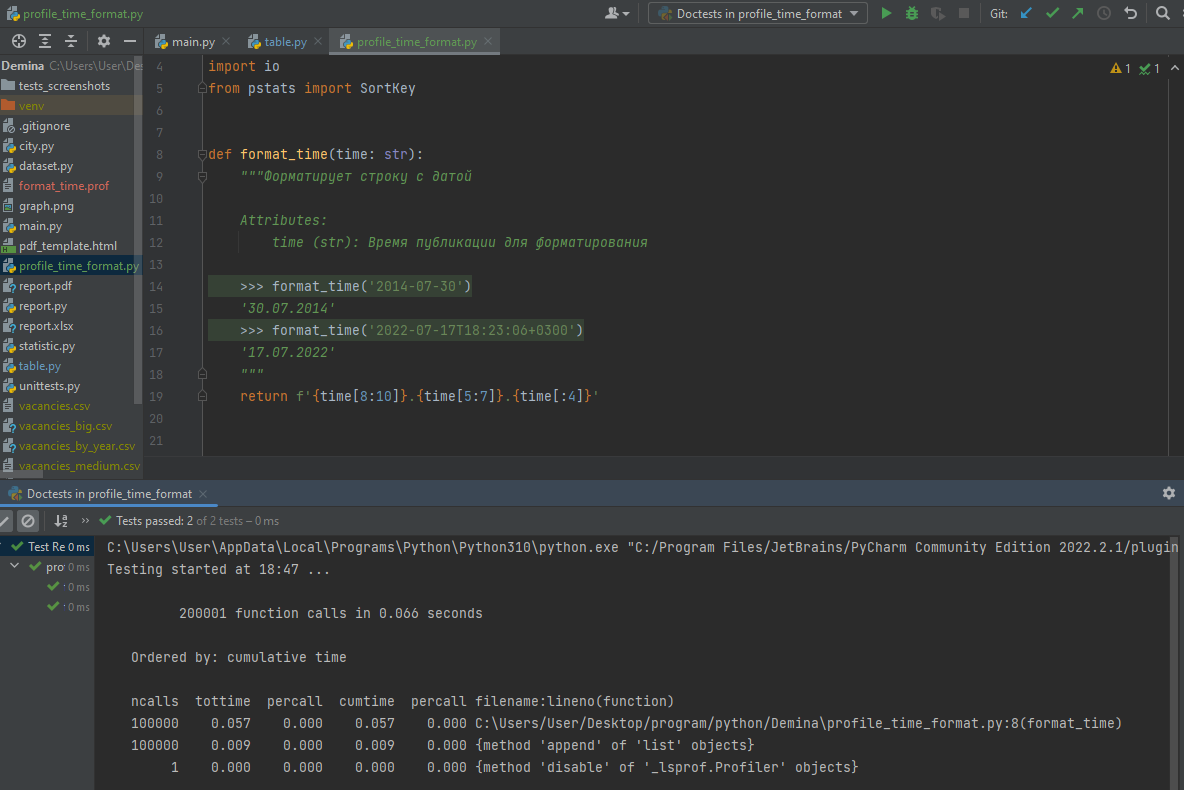 profile_time_format.py
Doctests in profile_time_format
Git:
main.py
table.py
profile_time_format.py
Demina C:\Users\User\Des
tests_screenshots
venv
.gitignore
city.py
dataset.py
format_time.prof
graph.png
main.py
pdf_template.html
profile_time_format.py
report.pdf
report.py
report.xlsx
statistic.py
table.py
unittests.py
vacancies.csv
vacancies_big.csv
vacancies_by_year.csv
vacancies_medium.csv
1 1
4 import io
5 from pstats import SortKey
6
7
8 def format_time(time: str):
9 """Форматирует строку с датой
10
11 Attributes:
12 time (str): Время публикации для форматирования
13
14 >>> format_time('2014-07-30')
15 '30.07.2014'
16 >>> format_time('2022-07-17T18:23:06+0300')
17 '17.07.2022'
18 """
19 return f'{time[8:10]}.{time[5:7]}.{time[:4]}'
20
21
Doctests in profile_time_format
Tests passed: 2 of 2 tests – 0 ms
Test Re 0 ms
pro 0 ms
0 ms
0 ms
C:\Users\User\AppData\Local\Programs\Python\Python310\python.exe "C:/Program Files/JetBrains/PyCharm Community Edition 2022.2.1/plugin
Testing started at 18:47 ...
200001 function calls in 0.066 seconds
Ordered by: cumulative time
ncalls tottime percall cumtime percall filename:lineno(function)
100000 0.057 0.000 0.057 0.000 C:\Users/User/Desktop/program/python/Demina\profile_time_format.py:8(format_time)
100000 0.009 0.000 0.009 0.000 {method 'append' of 'list' objects}
1 0.000 0.000 0.000 0.000 {method 'disable' of '_lsprof.Profiler' objects}